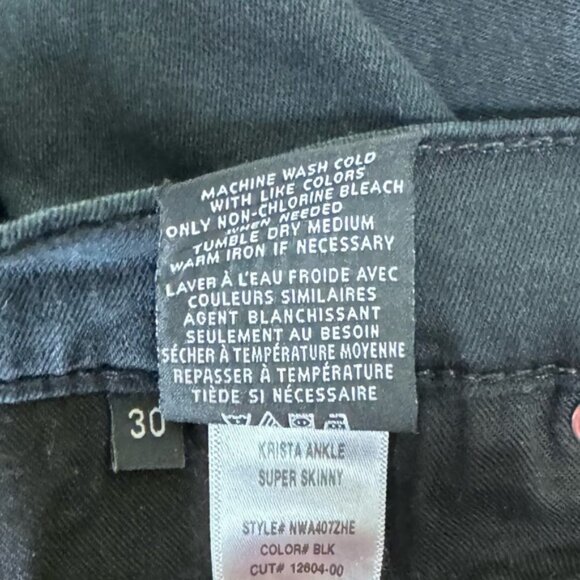 MACHINE WASH COLD
WITH LIKE COLORS
ONLY NON-CHLORINE BLEACH
WHEN NEEDED
TUMBLE DRY MEDIUM
WARM IRON IF NECESSARY
LAVER À L'EAU FROIDE AVEC
COULEURS SIMILAIRES
AGENT BLANCHISSANT
SEULEMENT AU BESOIN
SÉCHER À TEMPÉRATURE MOYENNE
REPASSER À TEMPÉRATURE
TIÈDE SI NÉCESSAIRE
30
KRISTA ANKLE
SUPER SKINNY
STYLE# NWA407ZHE
COLOR# BLK
CUT# 12604-00